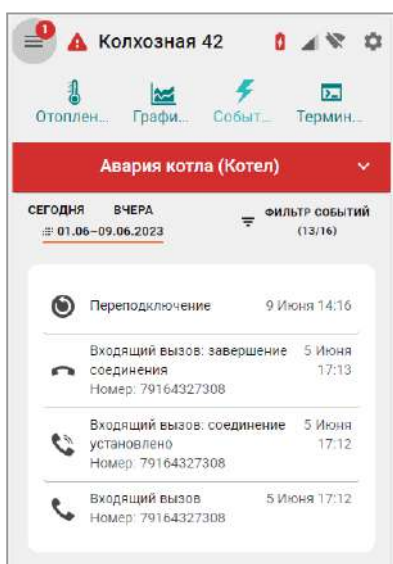 1
Колхозная 42
Отоплен...
Графи...
Событ...
Термин...
Авария котла (Котел)
СЕГОДНЯ ВЧЕРА
01.06–09.06.2023
ФИЛЬТР СОБЫТИЙ
(13/16)
Переподключение 9 Июня 14:16
Входящий вызов: завершение 5 Июня
соединения 17:13
Номер: 79164327308
Входящий вызов: соединение 5 Июня
установлено 17:12
Номер: 79164327308
Входящий вызов 5 Июня 17:12
Номер: 79164327308